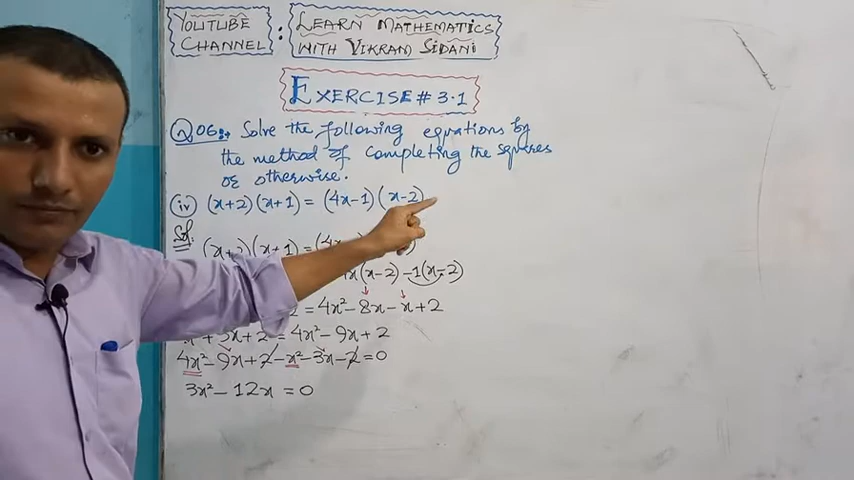 YOUTUBE CHANNEL : LEARN MATHEMATICS WITH VIKRAM SIDANI
EXERCISE # 3.1
Q06:- Solve the following equations by
the method of completing the squares
or otherwise.
(iv) (x+2)(x+1) = (4x-1)(x-2)
Sol (x+2)(x+1) = (4x
x(x-2) -1(x-2)
2 = 4x² - 8x - x + 2
x² + 3x + 2 = 4x² - 9x + 2
4x² - 9x + 2 - x² - 3x - 2 = 0
3x² - 12x = 0